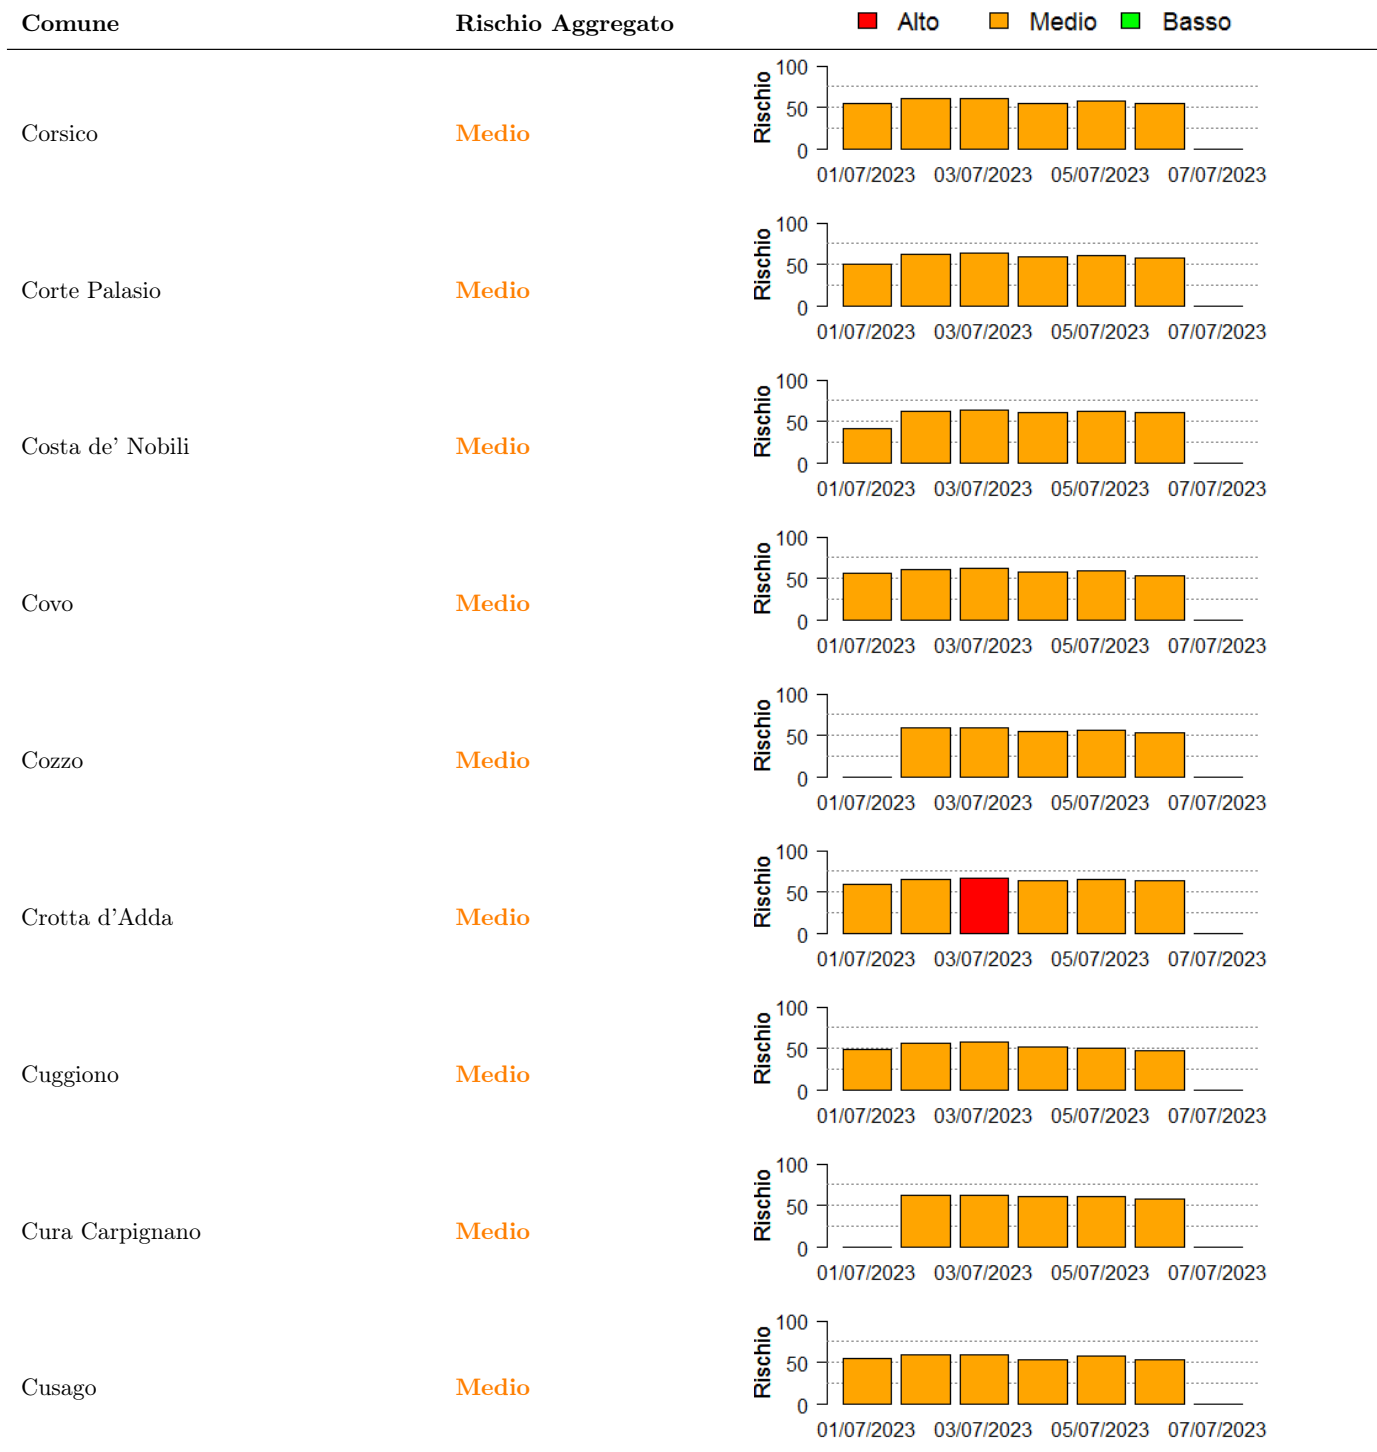 Comune Rischio Aggregato Alto Medio Basso
100
50
0
Rischio
Corsico Medio
01/07/2023 03/07/2023 05/07/2023 07/07/2023
100
50
0
Rischio
Corte Palasio Medio
01/07/2023 03/07/2023 05/07/2023 07/07/2023
100
50
0
Rischio
Costa de’ Nobili Medio
01/07/2023 03/07/2023 05/07/2023 07/07/2023
100
50
0
Rischio
Covo Medio
01/07/2023 03/07/2023 05/07/2023 07/07/2023
100
50
0
Rischio
Cozzo Medio
01/07/2023 03/07/2023 05/07/2023 07/07/2023
100
50
0
Rischio
Crotta d’Adda Medio
01/07/2023 03/07/2023 05/07/2023 07/07/2023
100
50
0
Rischio
Cuggiono Medio
01/07/2023 03/07/2023 05/07/2023 07/07/2023
100
50
0
Rischio
Cura Carpignano Medio
01/07/2023 03/07/2023 05/07/2023 07/07/2023
100
50
0
Rischio
Cusago Medio
01/07/2023 03/07/2023 05/07/2023 07/07/2023